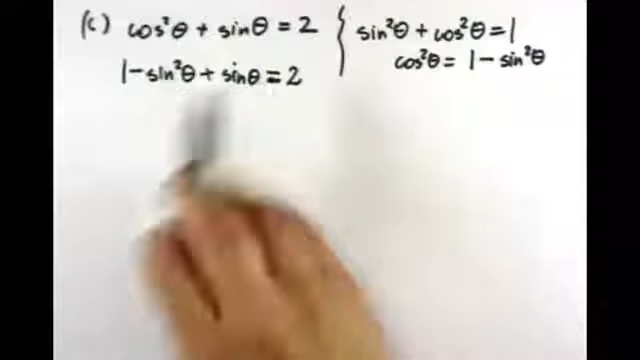 (c) cos²θ + sinθ = 2
1 - sin²θ + sinθ = 2
sin²θ + cos²θ = 1
cos²θ = 1 - sin²θ